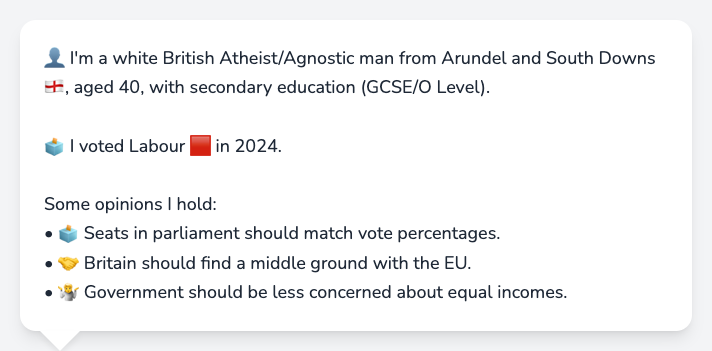 👤 I'm a white British Atheist/Agnostic man from Arundel and South Downs
🏴󠁧󠁢󠁥󠁮󠁧󠁿, aged 40, with secondary education (GCSE/O Level).
🗳️ I voted Labour 🟥 in 2024.
Some opinions I hold:
• 🗳️ Seats in parliament should match vote percentages.
• 🤝 Britain should find a middle ground with the EU.
• 🤷 Government should be less concerned about equal incomes.